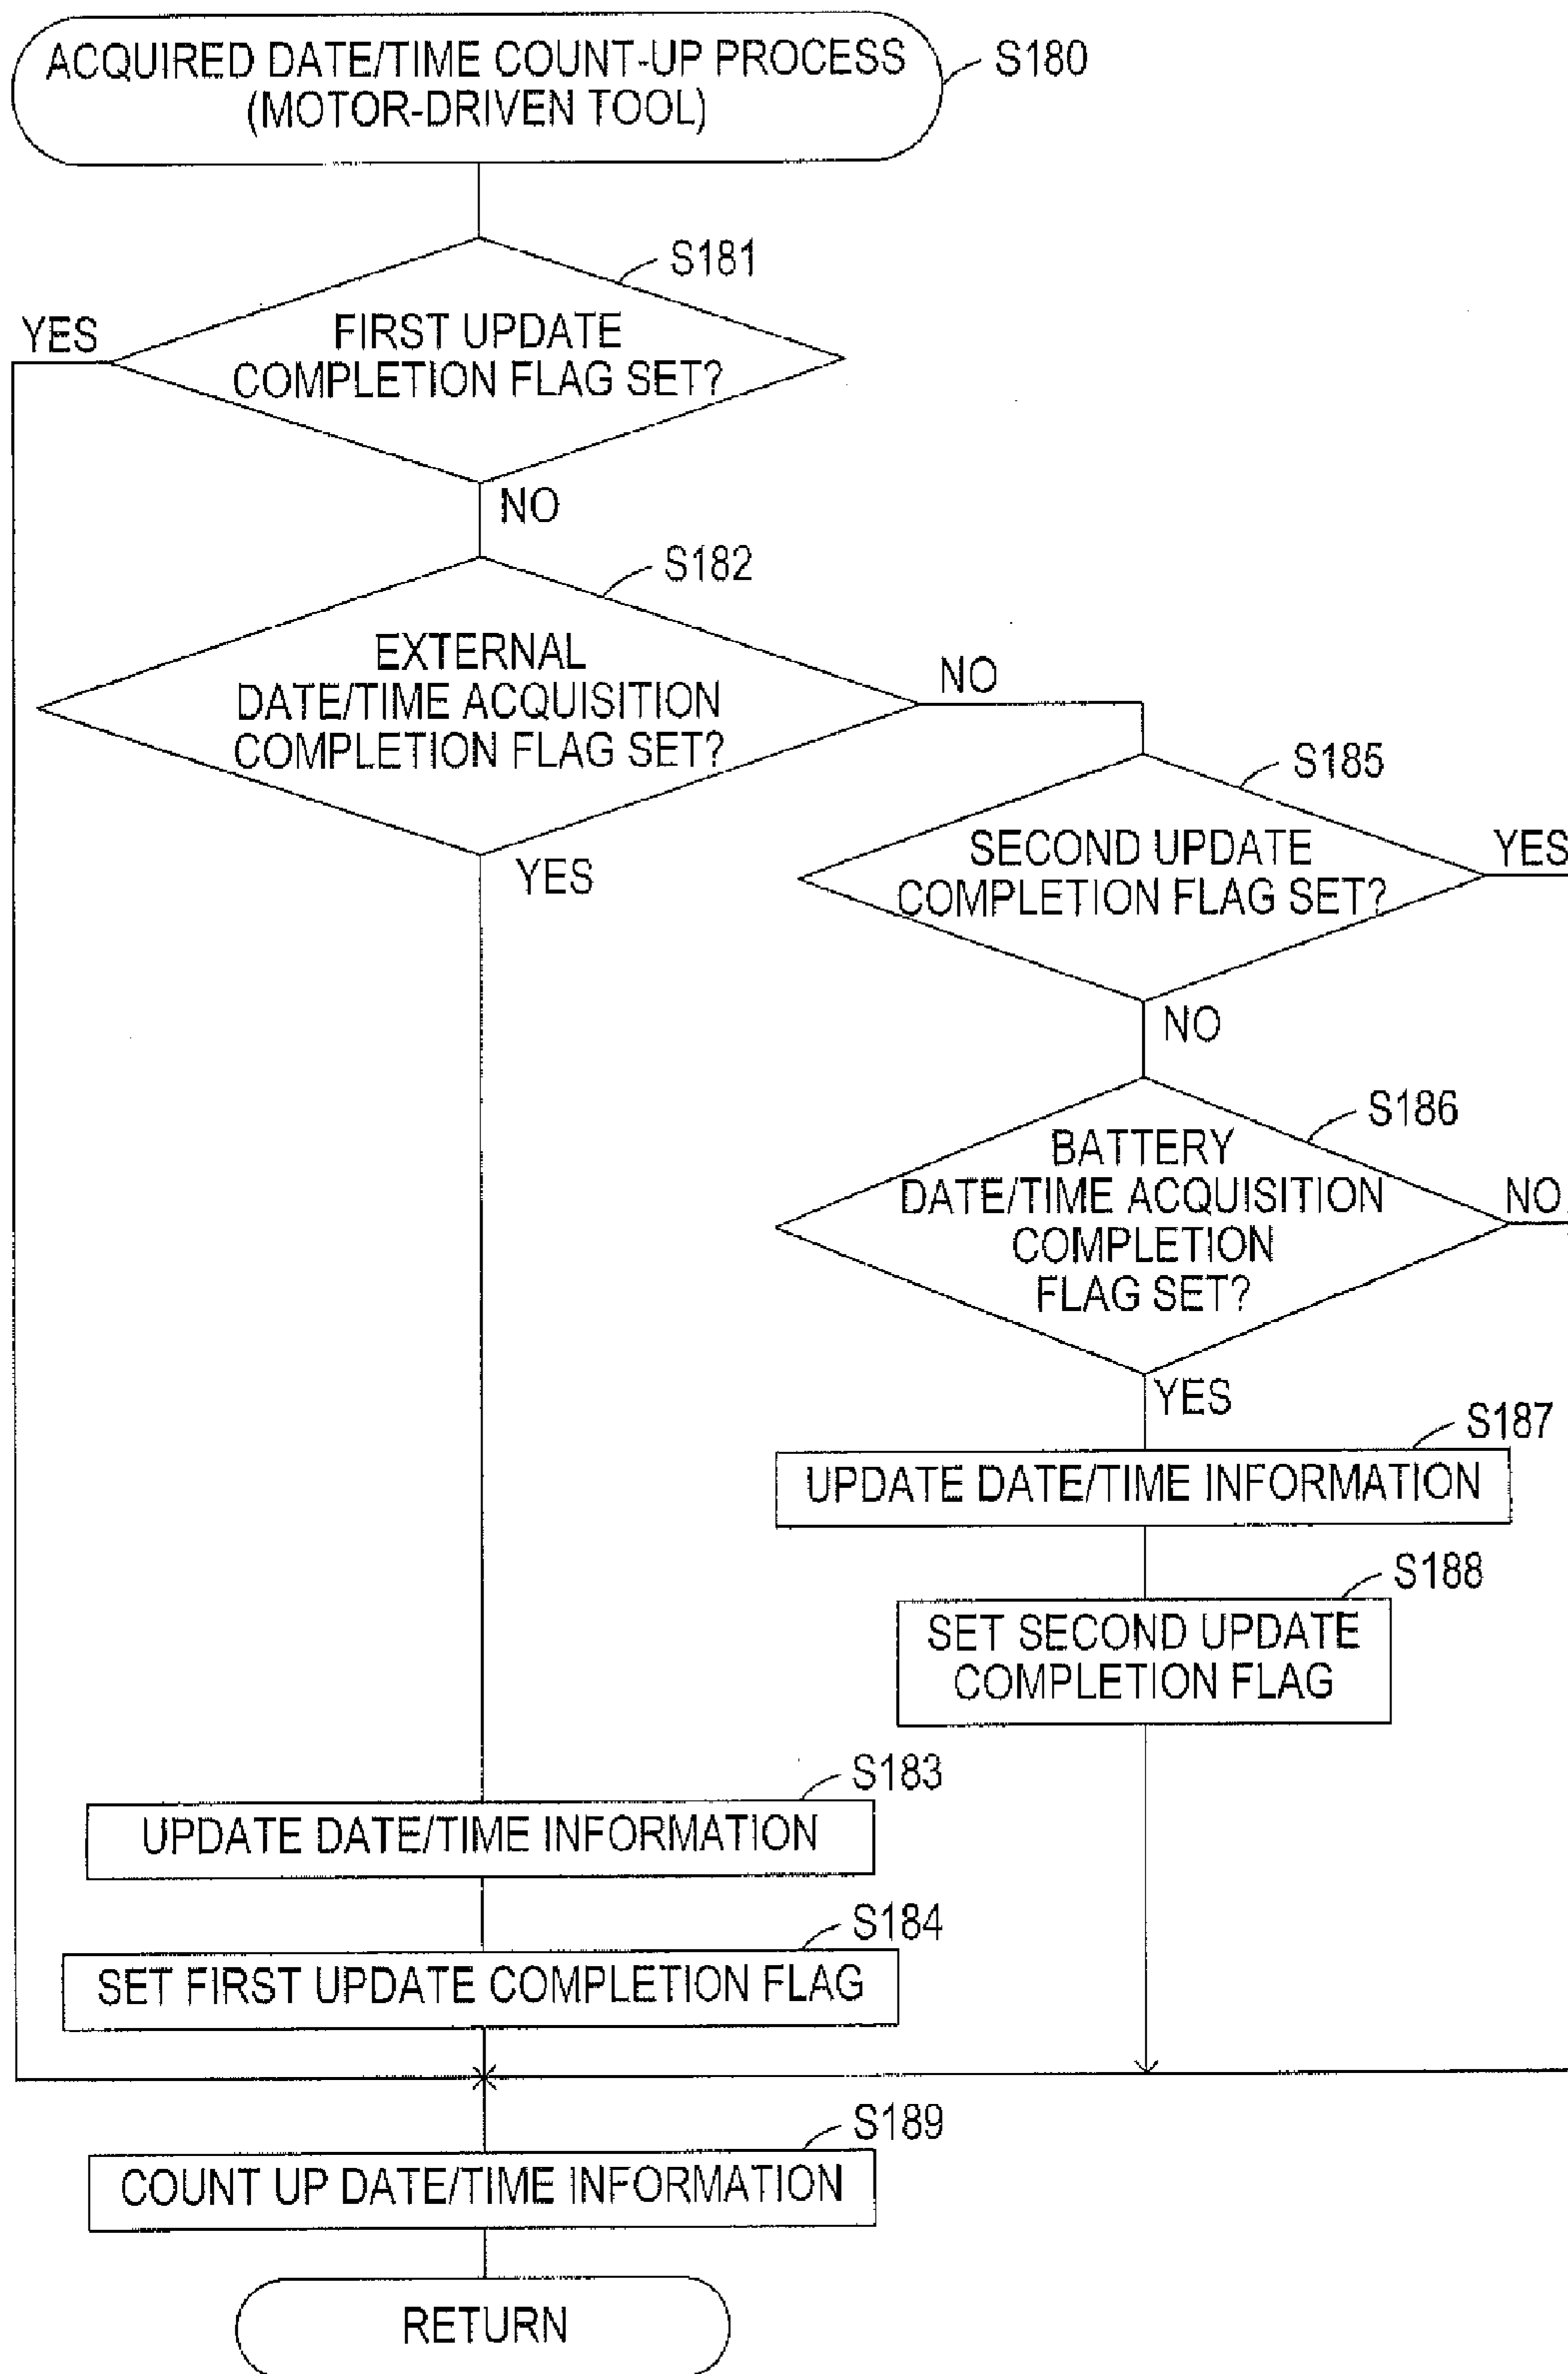 ACQUIRED DATE/TIME COUNT-UP PROCESS
(MOTOR-DRIVEN TOOL)
S180
S181
YES
FIRST UPDATE
COMPLETION FLAG SET?
NO
S182
EXTERNAL
DATE/TIME ACQUISITION
COMPLETION FLAG SET?
NO
YES
S185
SECOND UPDATE
COMPLETION FLAG SET?
YES
NO
S186
BATTERY
DATE/TIME ACQUISITION
COMPLETION
FLAG SET?
NO
YES
S187
UPDATE DATE/TIME INFORMATION
S188
SET SECOND UPDATE
COMPLETION FLAG
S183
UPDATE DATE/TIME INFORMATION
S184
SET FIRST UPDATE COMPLETION FLAG
S189
COUNT UP DATE/TIME INFORMATION
RETURN